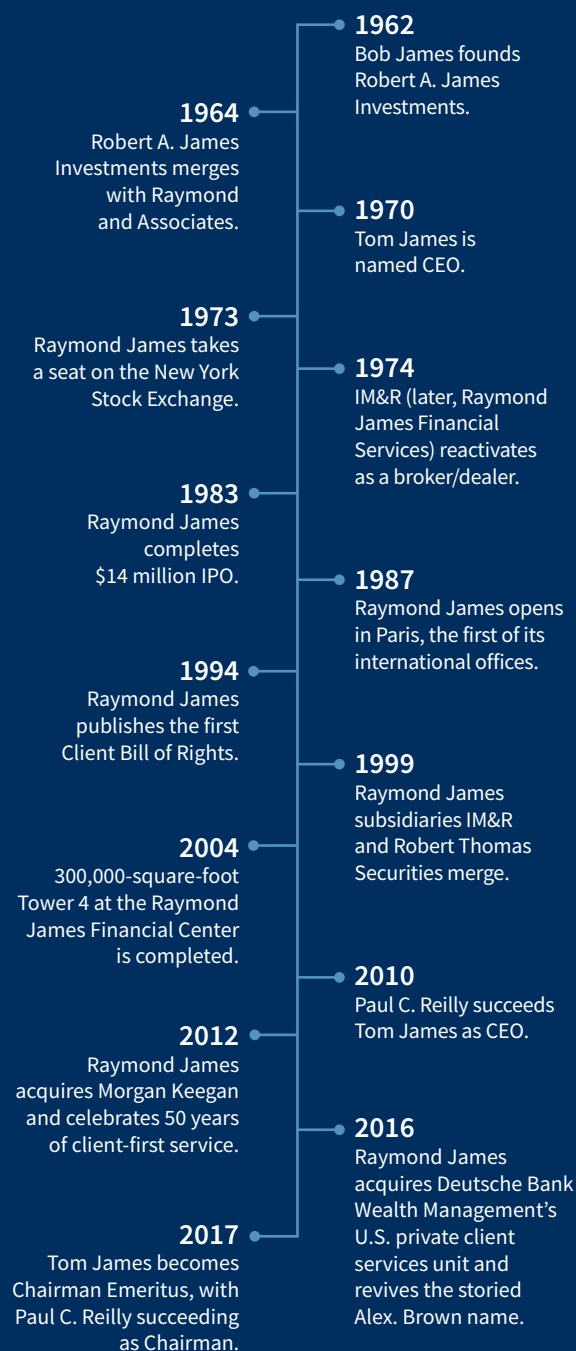 1962
Bob James founds
Robert A. James
Investments.
1964
Robert A. James
Investments merges
with Raymond
and Associates.
1970
Tom James is
named CEO.
1973
Raymond James takes
a seat on the New York
Stock Exchange.
1974
IM&R (later, Raymond
James Financial
Services) reactivates
as a broker/dealer.
1983
Raymond James
completes
$14 million IPO.
1987
Raymond James opens
in Paris, the first of its
international offices.
1994
Raymond James
publishes the first
Client Bill of Rights.
1999
Raymond James
subsidiaries IM&R
and Robert Thomas
Securities merge.
2004
300,000-square-foot
Tower 4 at the Raymond
James Financial Center
is completed.
2010
Paul C. Reilly succeeds
Tom James as CEO.
2012
Raymond James
acquires Morgan Keegan
and celebrates 50 years
of client-first service.
2016
Raymond James
acquires Deutsche Bank
Wealth Management’s
U.S. private client
services unit and
revives the storied
Alex. Brown name.
2017
Tom James becomes
Chairman Emeritus, with
Paul C. Reilly succeeding
as Chairman.